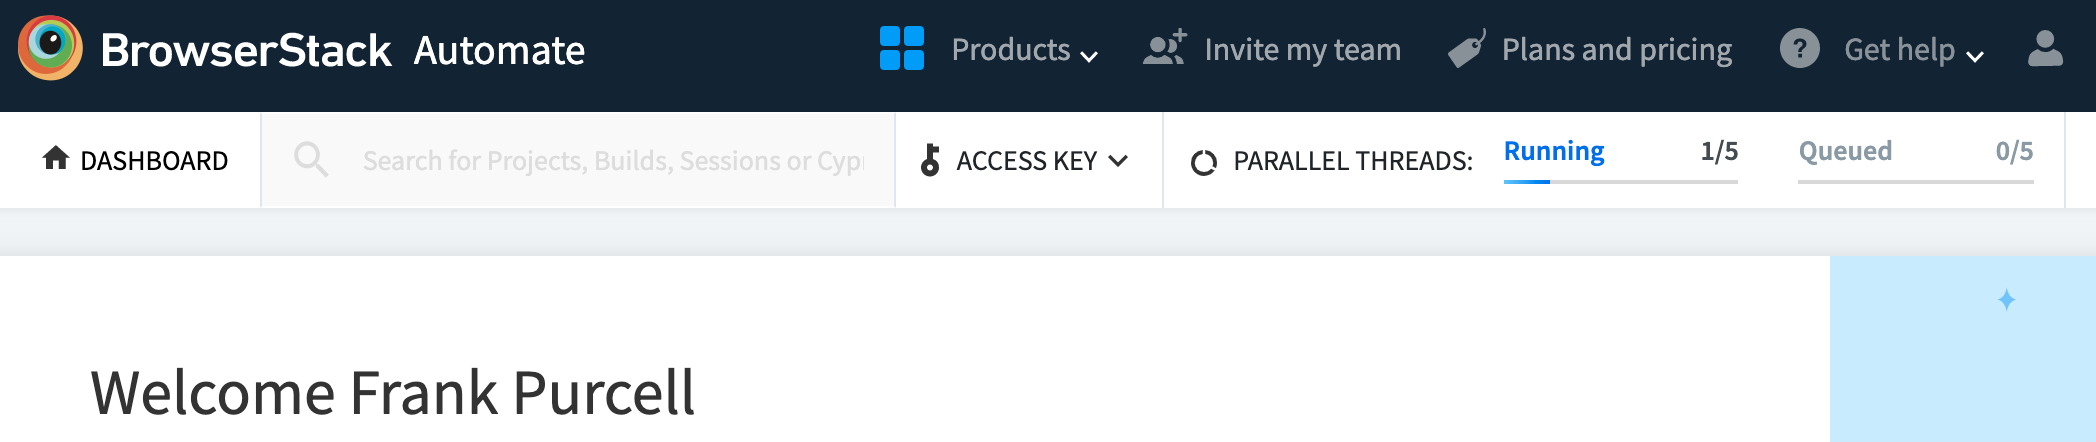 BrowserStack Automate Products Invite my team Plans and pricing ? Get help
DASHBOARD Search for Projects, Builds, Sessions or Cyp ACCESS KEY PARALLEL THREADS: Running 1/5 Queued 0/5
Welcome Frank Purcell